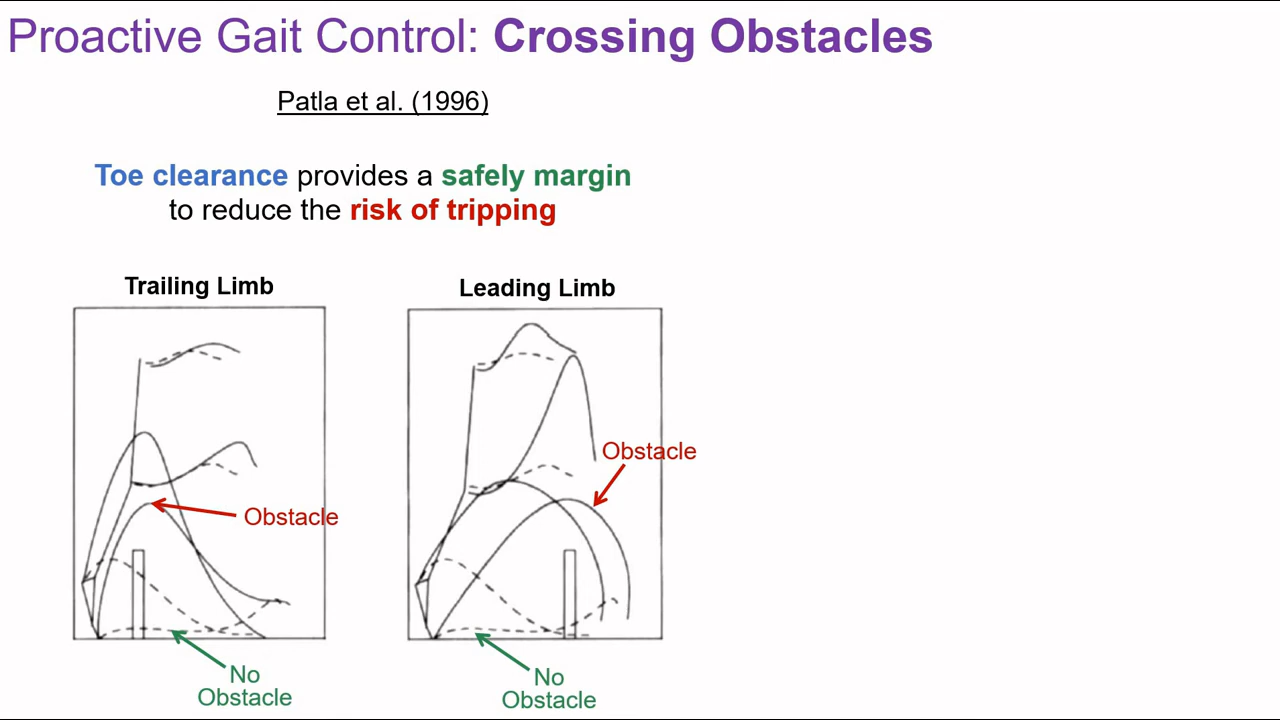 Proactive Gait Control: Crossing Obstacles
Patla et al. (1996)
Toe clearance provides a safely margin
to reduce the risk of tripping
Trailing Limb
Leading Limb
Obstacle
Obstacle
No
Obstacle
No
Obstacle